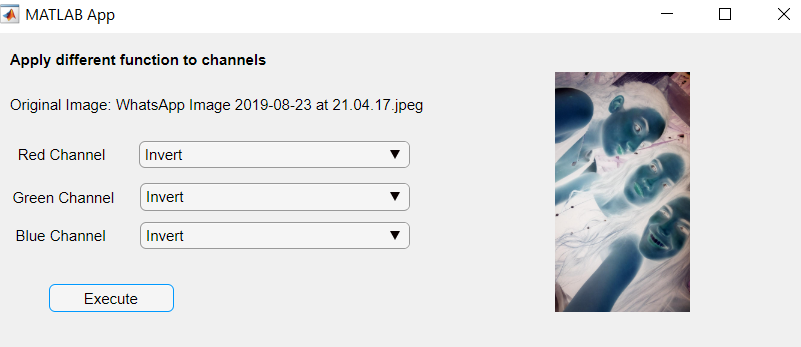 MATLAB App
Apply different function to channels
Original Image: WhatsApp Image 2019-08-23 at 21.04.17.jpeg
Red Channel Invert
Green Channel Invert
Blue Channel Invert
Execute